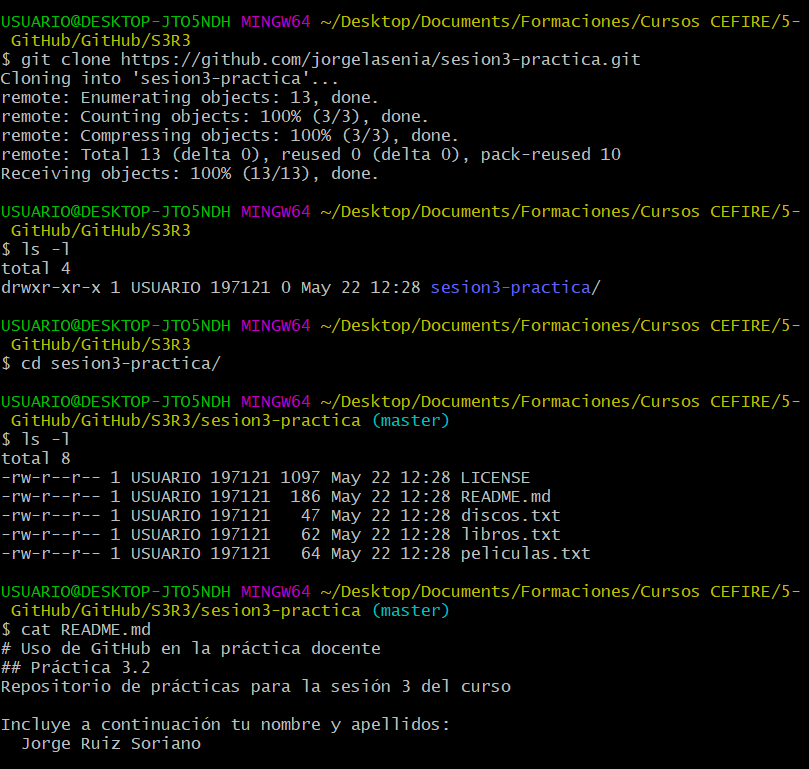 USUARIO@DESKTOP-JTO5NDH MINGW64 ~/Desktop/Documents/Formaciones/Cursos CEFIRE/5-
 GitHub/GitHub/S3R3
$ git clone https://github.com/jorgelasenia/sesion3-practica.git
Cloning into 'sesion3-practica'...
remote: Enumerating objects: 13, done.
remote: Counting objects: 100% (3/3), done.
remote: Compressing objects: 100% (3/3), done.
remote: Total 13 (delta 0), reused 0 (delta 0), pack-reused 10
Receiving objects: 100% (13/13), done.

USUARIO@DESKTOP-JTO5NDH MINGW64 ~/Desktop/Documents/Formaciones/Cursos CEFIRE/5-
 GitHub/GitHub/S3R3
$ ls -l
total 4
drwxr-xr-x 1 USUARIO 197121 0 May 22 12:28 sesion3-practica/

USUARIO@DESKTOP-JTO5NDH MINGW64 ~/Desktop/Documents/Formaciones/Cursos CEFIRE/5-
 GitHub/GitHub/S3R3
$ cd sesion3-practica/

USUARIO@DESKTOP-JTO5NDH MINGW64 ~/Desktop/Documents/Formaciones/Cursos CEFIRE/5-
 GitHub/GitHub/S3R3/sesion3-practica (master)
$ ls -l
total 8
-rw-r--r-- 1 USUARIO 197121 1097 May 22 12:28 LICENSE
-rw-r--r-- 1 USUARIO 197121  186 May 22 12:28 README.md
-rw-r--r-- 1 USUARIO 197121   47 May 22 12:28 discos.txt
-rw-r--r-- 1 USUARIO 197121   62 May 22 12:28 libros.txt
-rw-r--r-- 1 USUARIO 197121   64 May 22 12:28 peliculas.txt

USUARIO@DESKTOP-JTO5NDH MINGW64 ~/Desktop/Documents/Formaciones/Cursos CEFIRE/5-
 GitHub/GitHub/S3R3/sesion3-practica (master)
$ cat README.md
# Uso de GitHub en la práctica docente
## Práctica 3.2
Repositorio de prácticas para la sesión 3 del curso

Incluye a continuación tu nombre y apellidos:
  Jorge Ruiz Soriano